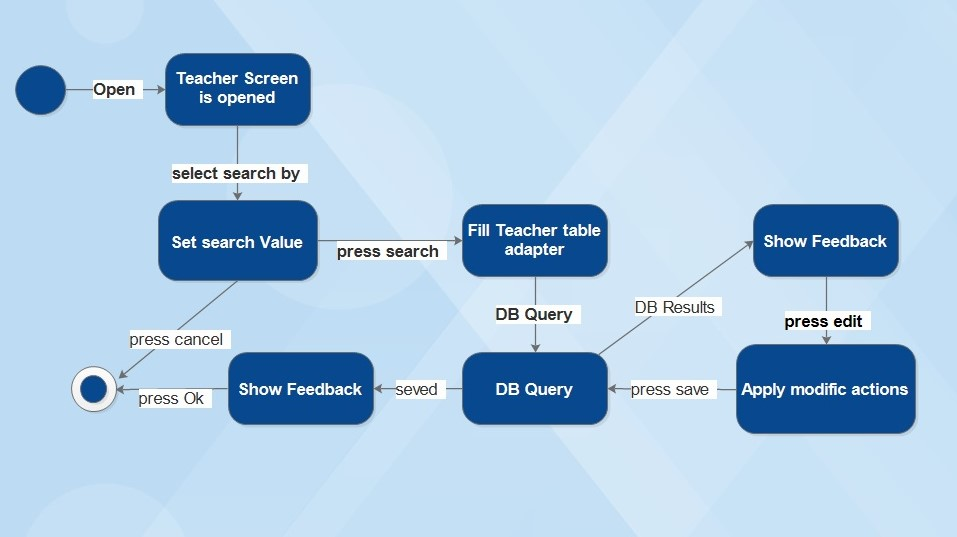 Open
Teacher Screen
is opened
select search by
Set search Value
press search
Fill Teacher table
adapter
Show Feedback
DB Query
DB Results
press edit
press cancel
Show Feedback
seved
DB Query
press save
Apply modific actions
press Ok